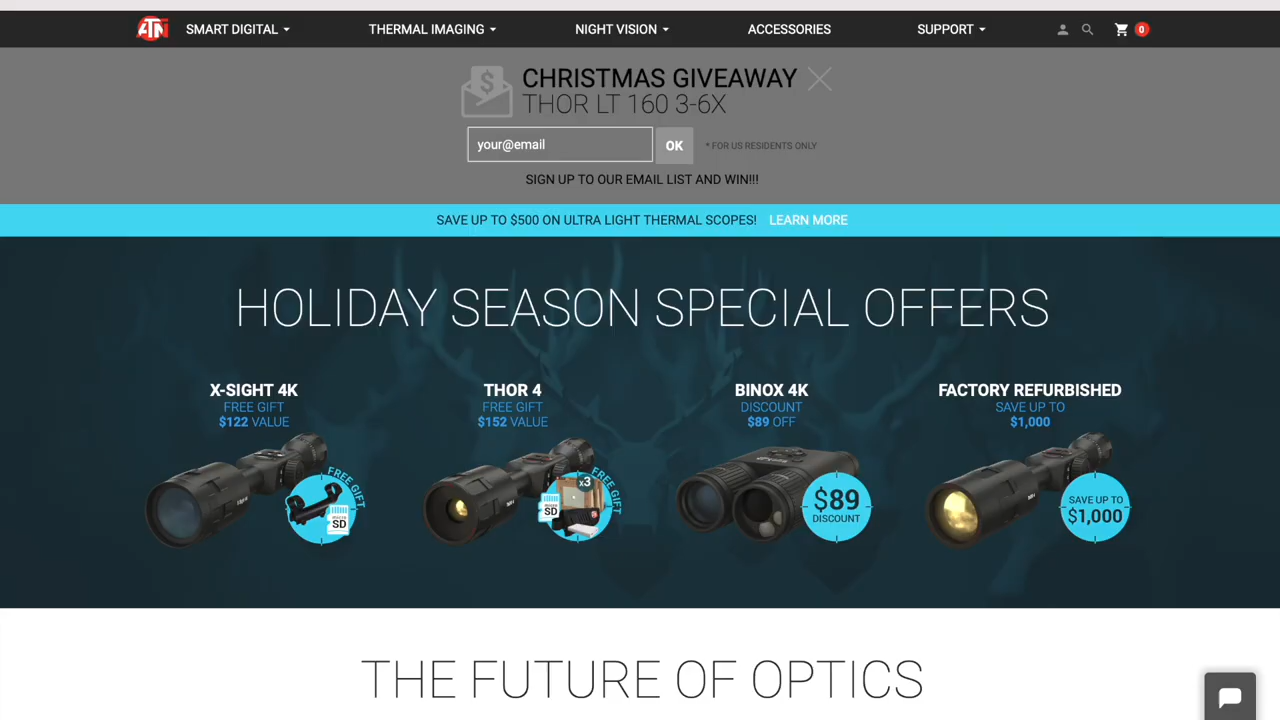 ATN
SMART DIGITAL
THERMAL IMAGING
NIGHT VISION
ACCESSORIES
SUPPORT
0
$
CHRISTMAS GIVEAWAY
THOR LT 160 3-6X
your@email
OK
* FOR US RESIDENTS ONLY
SIGN UP TO OUR EMAIL LIST AND WIN!!!
SAVE UP TO $500 ON ULTRA LIGHT THERMAL SCOPES! LEARN MORE
HOLIDAY SEASON SPECIAL OFFERS
X-SIGHT 4K
FREE GIFT
$122 VALUE
FREE GIFT
micro
SD
THOR 4
FREE GIFT
$152 VALUE
FREE GIFT
x3
micro
SD
BINOX 4K
DISCOUNT
$89 OFF
$89
DISCOUNT
FACTORY REFURBISHED
SAVE UP TO
$1,000
SAVE UP TO
$1,000
THE FUTURE OF OPTICS